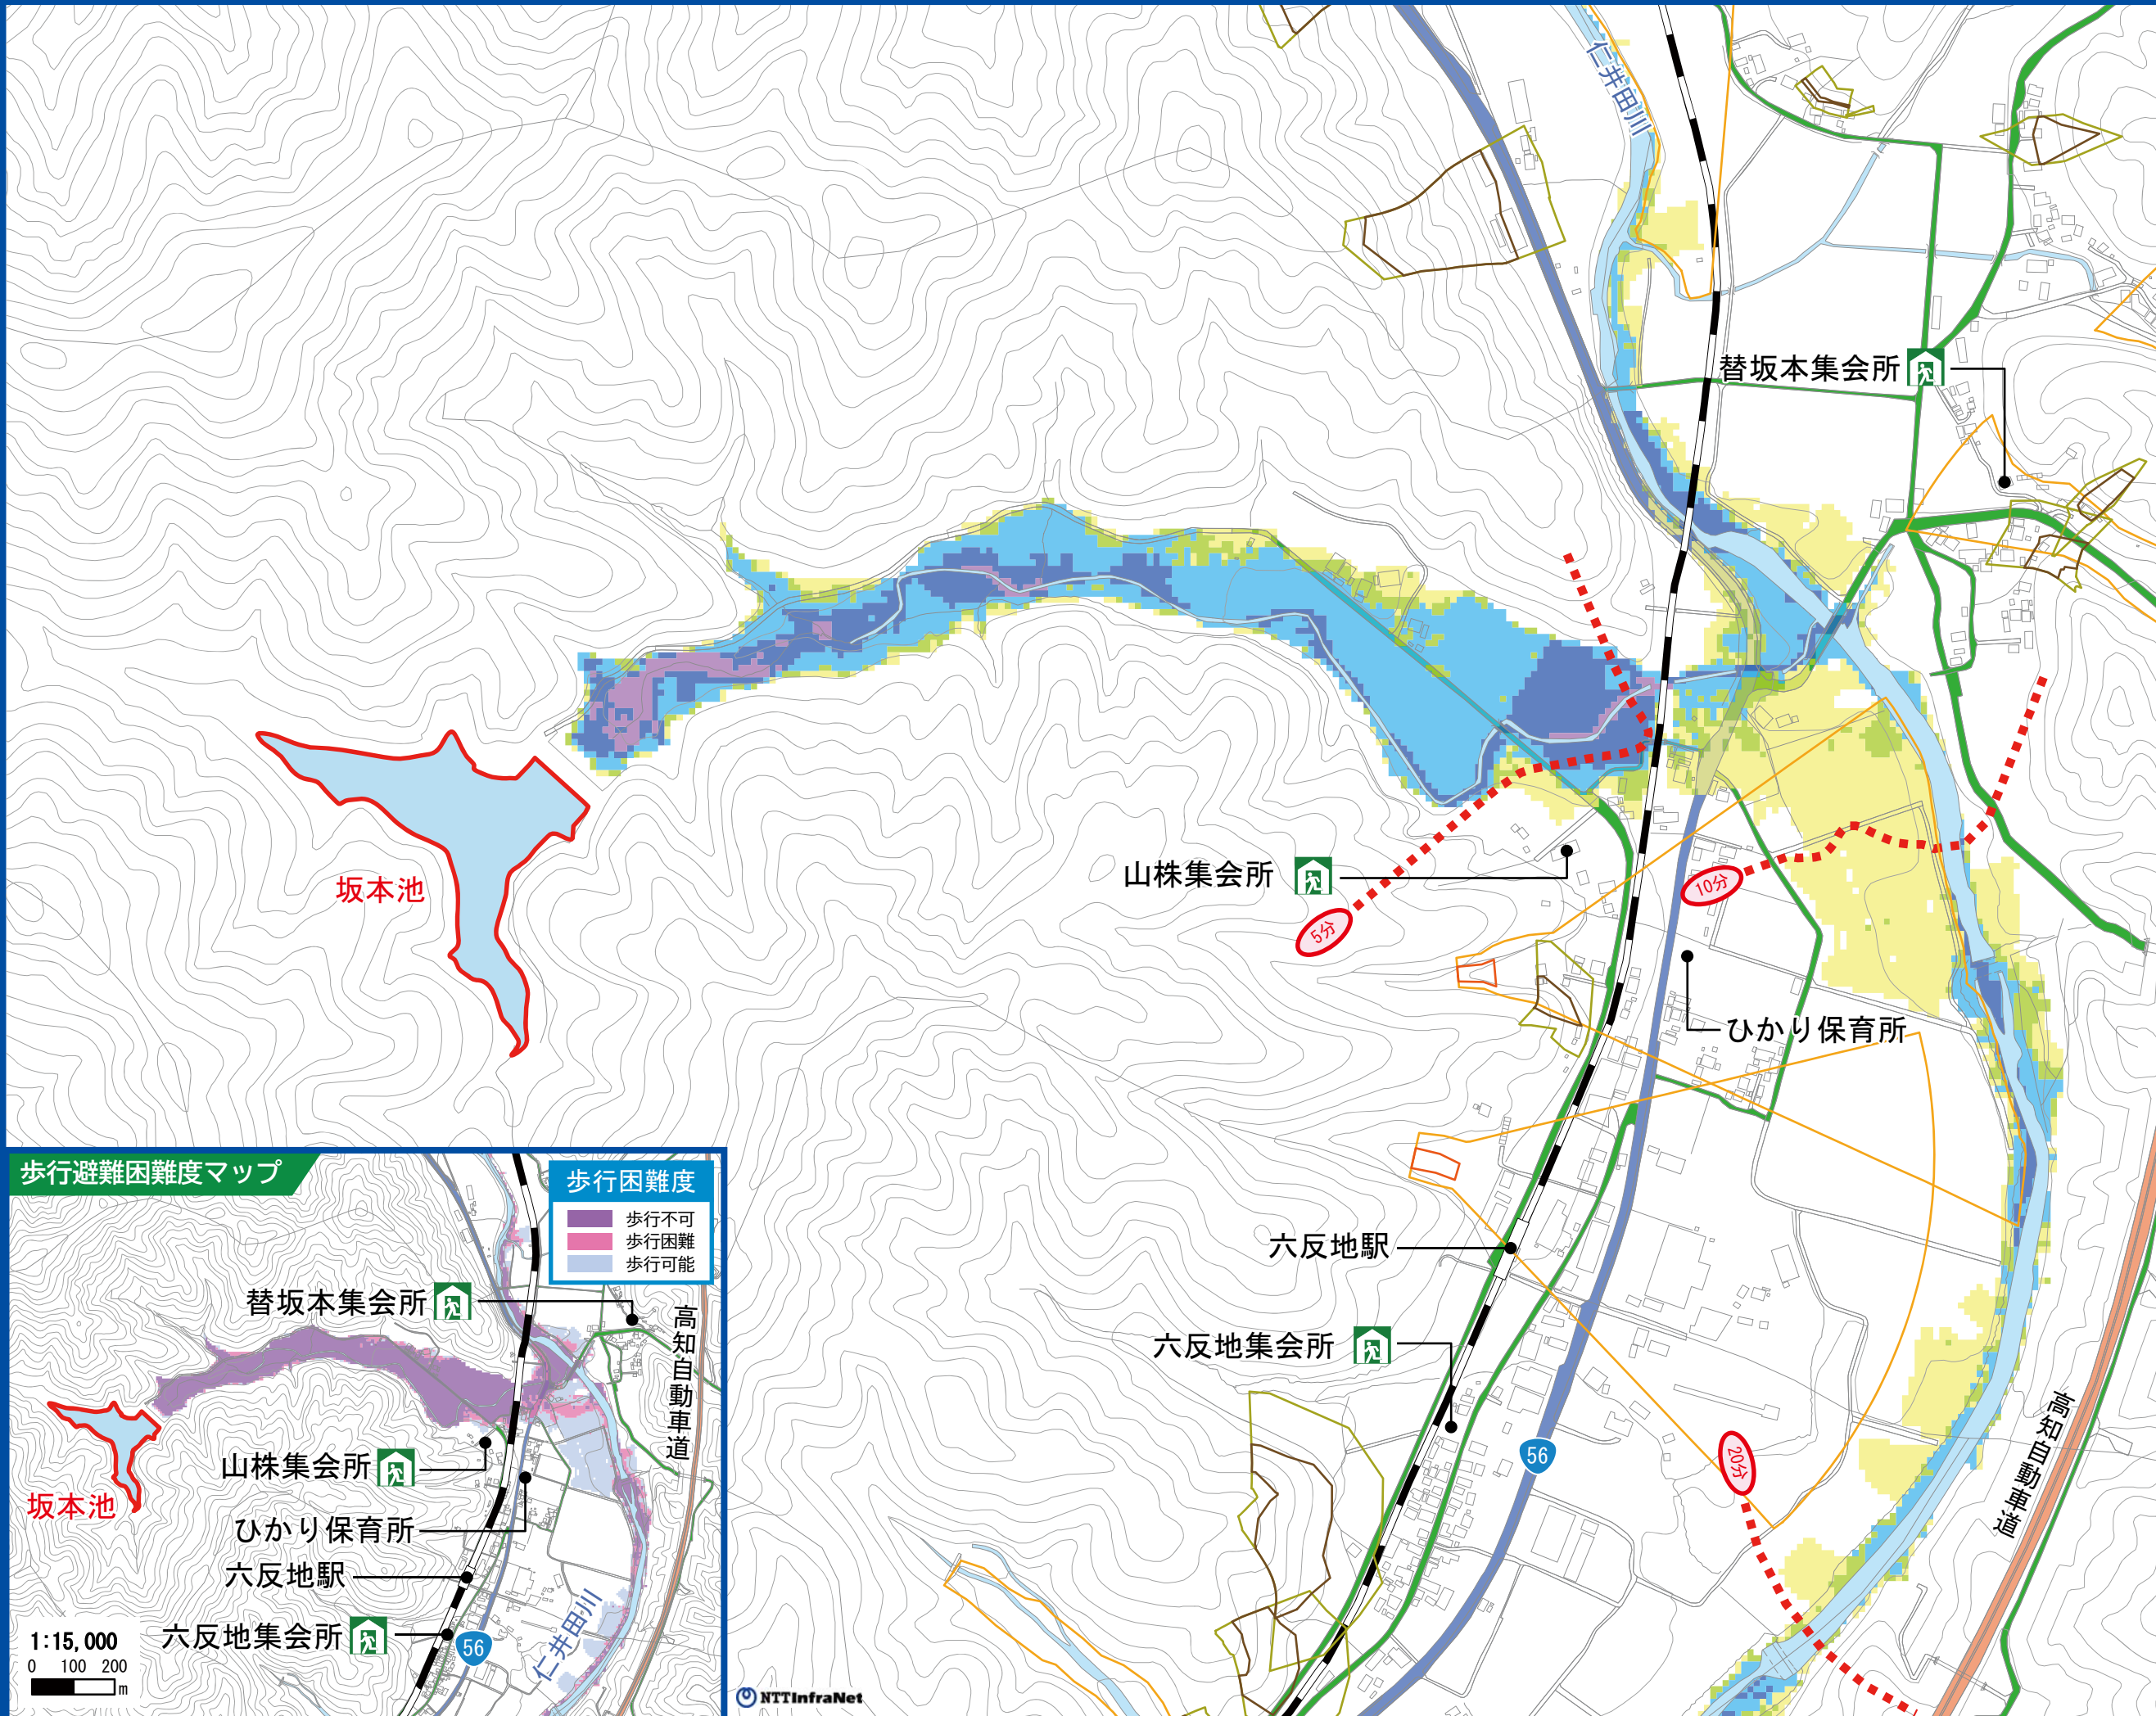 仁井田川
替坂本集会所
坂本池
山株集会所
5分
10分
ひかり保育所
六反地駅
六反地集会所
56
20分
高知自動車道
歩行避難困難度マップ
歩行困難度
歩行不可
歩行困難
歩行可能
替坂本集会所
高知自動車道
山株集会所
坂本池
ひかり保育所
六反地駅
六反地集会所
56
仁井田川
1:15,000
0 100 200
m
NTTInfraNet